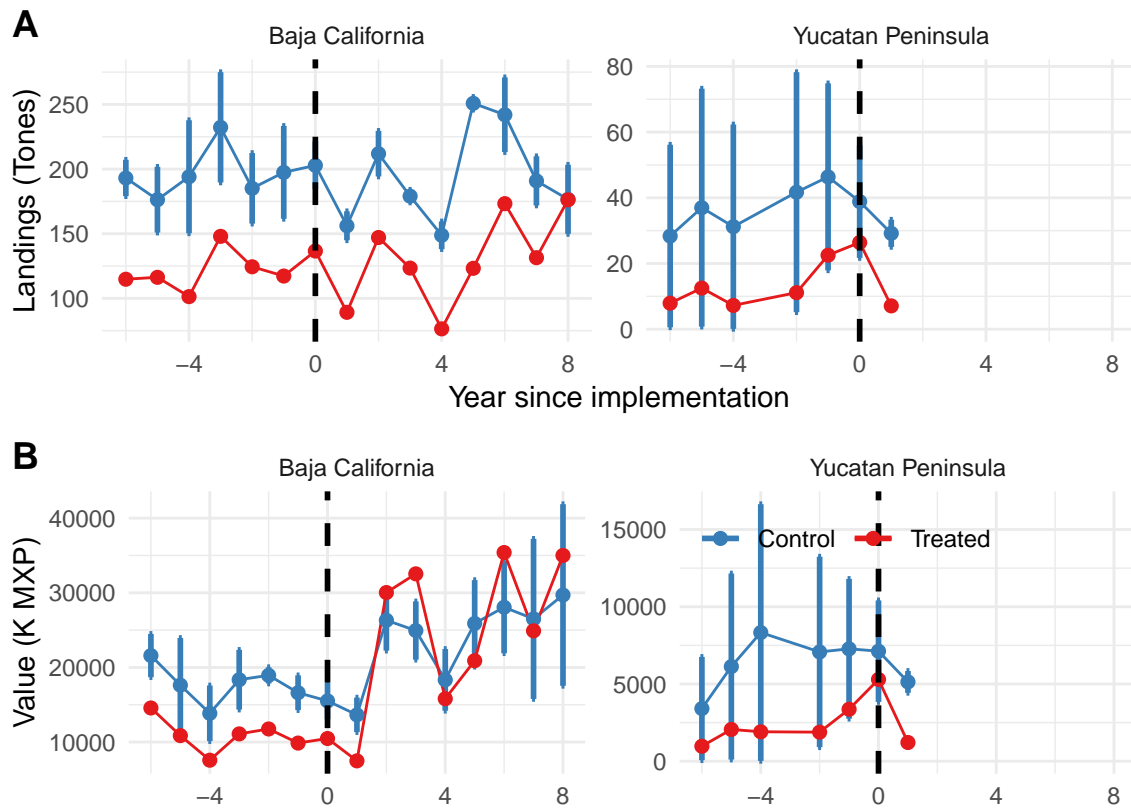 A
Baja California
Yucatan Peninsula
Landings (Tones)
250
200
150
100
80
60
40
20
0
−4 0 4 8
−4 0 4 8
Year since implementation
B
Baja California
Yucatan Peninsula
Value (K MXP)
40000
30000
20000
10000
15000
10000
5000
0
Control Treated
−4 0 4 8
−4 0 4 8